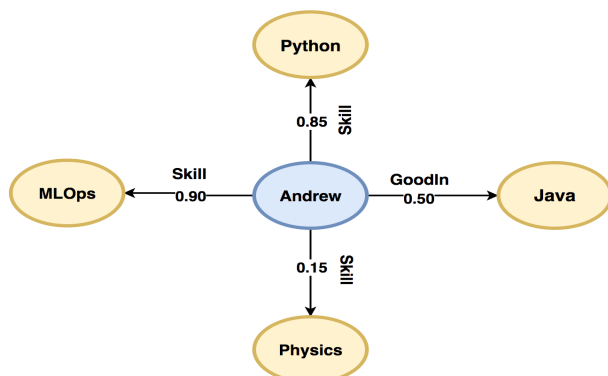 Python
0.85
Skill
Skill
0.90
MLOps
Andrew
GoodIn
0.50
Java
0.15
Skill
Physics